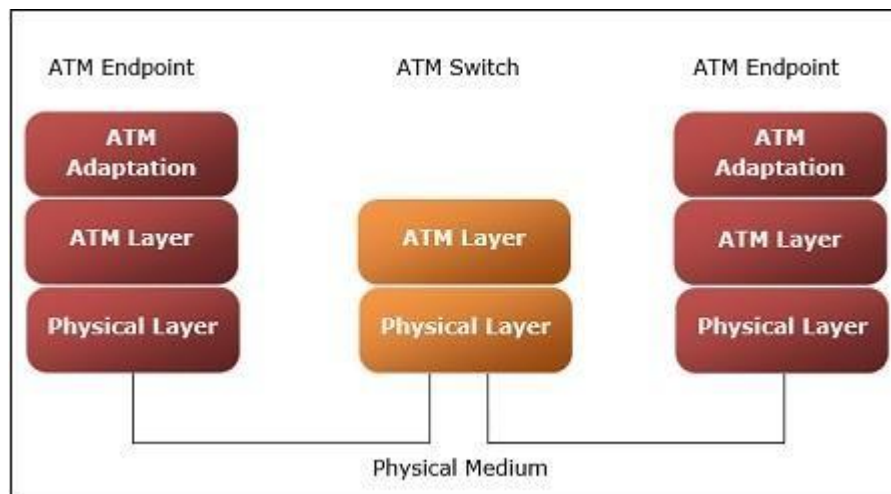 ATM Endpoint
ATM Switch
ATM Endpoint
ATM
Adaptation
ATM
Adaptation
ATM Layer
ATM Layer
ATM Layer
Physical Layer
Physical Layer
Physical Layer
Physical Medium